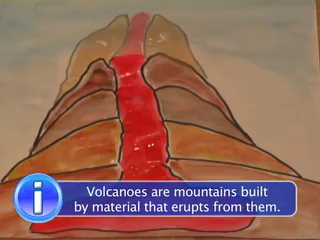 Volcanoes are mountains built
by material that erupts from them.